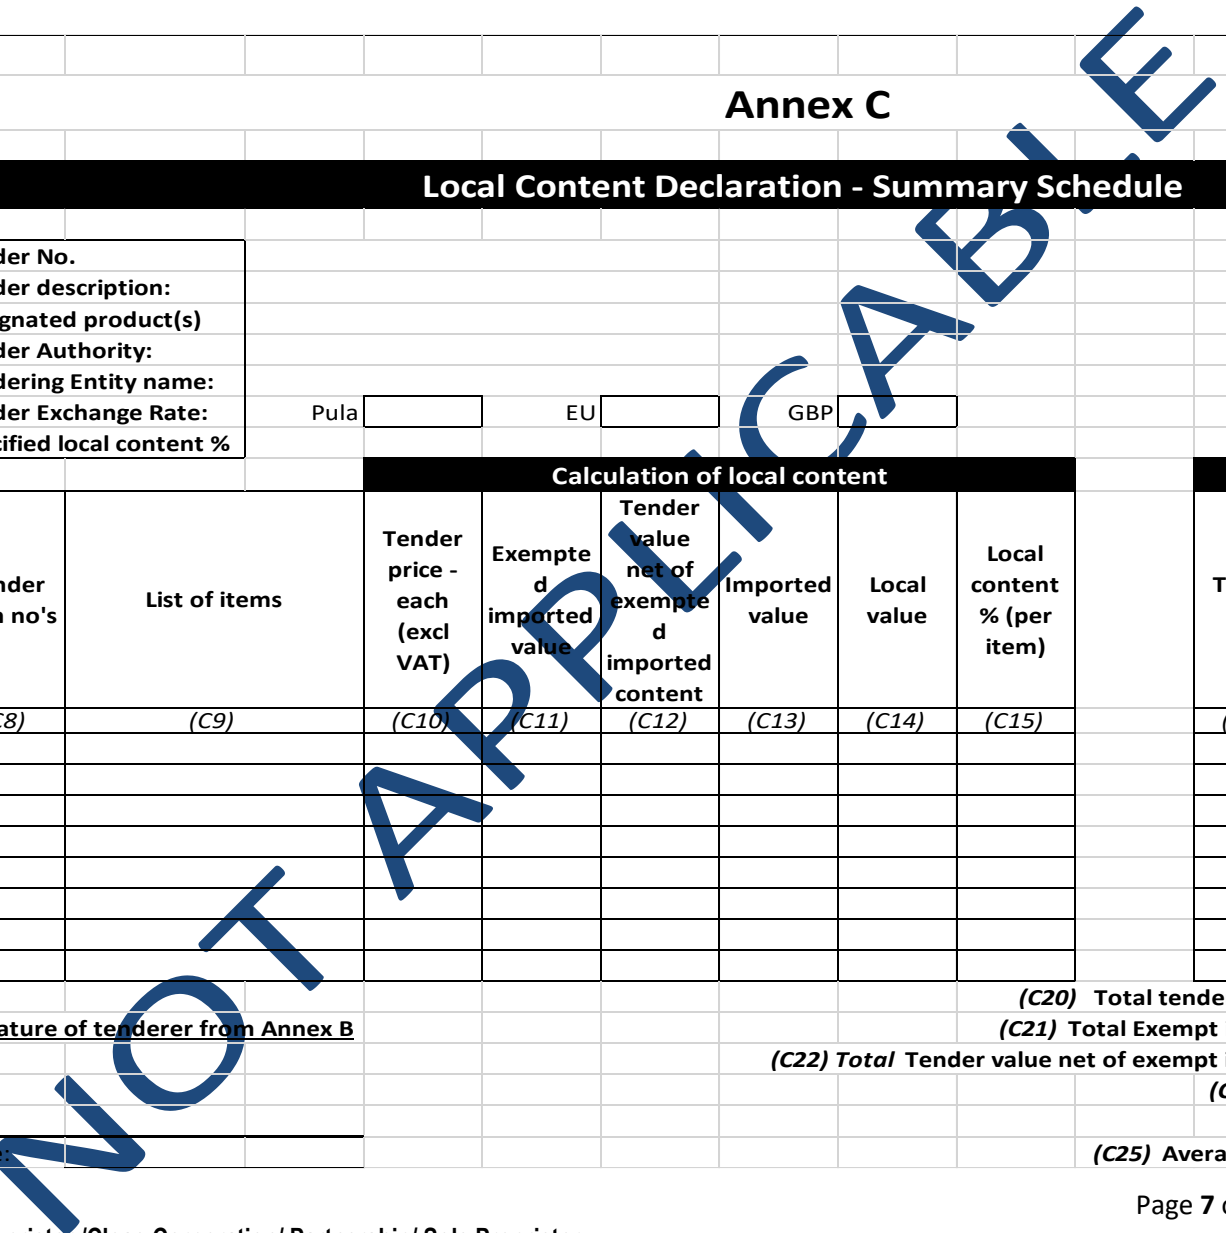 Annex C
Local Content Declaration - Summary Schedule
der No.
der description:
gnated product(s)
der Authority:
dering Entity name:
der Exchange Rate: Pula EU GBP
cified local content %
Calculation of local content
nder
no's
List of items
Tender
price -
each
(excl
VAT)
Exempte
d
imported
value
Tender
value
net of
exempte
d
imported
content
Imported
value
Local
value
Local
content
% (per
item)
T
C8) (C9) (C10) (C11) (C12) (C13) (C14) (C15) (
(C20) Total tende
ature of tenderer from Annex B (C21) Total Exempt
(C22) Total Tender value net of exempt
(C
e: (C25) Avera
NOT APPLICABLE
Page 7